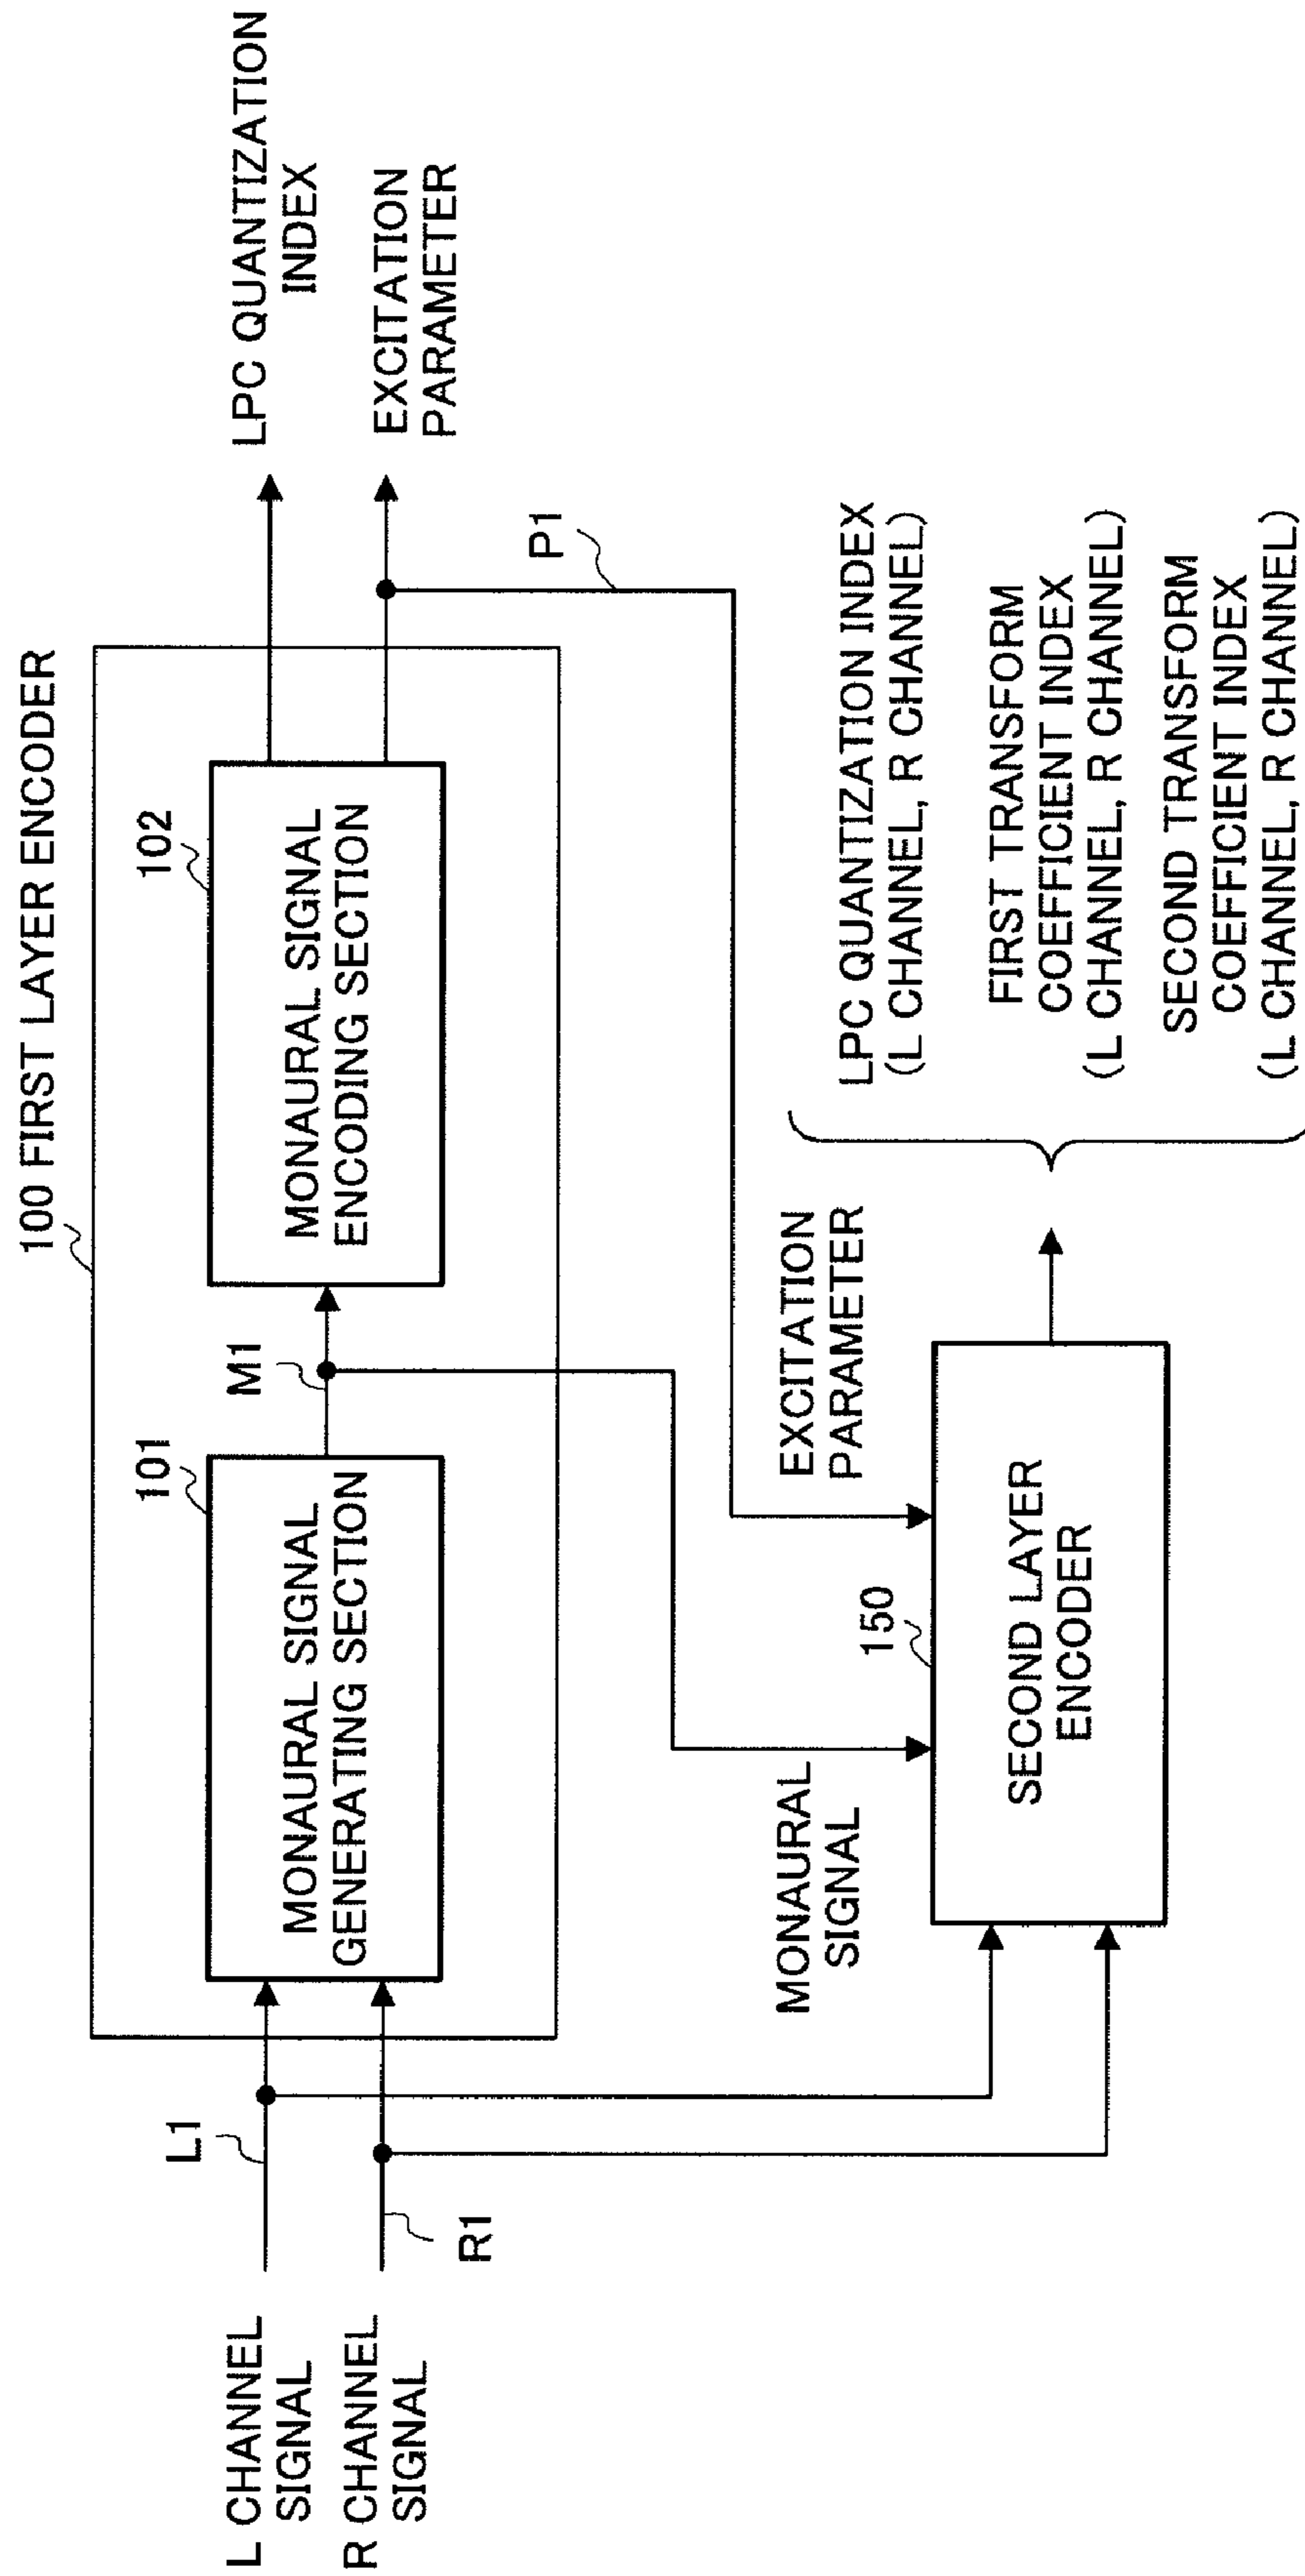 100 FIRST LAYER ENCODER
L CHANNEL
SIGNAL
R CHANNEL
SIGNAL
L1
R1
101
MONAURAL SIGNAL
GENERATING SECTION
M1
102
MONAURAL SIGNAL
ENCODING SECTION
LPC QUANTIZATION
INDEX
EXCITATION
PARAMETER
P1
MONAURAL
SIGNAL
EXCITATION
PARAMETER
150
SECOND LAYER
ENCODER
LPC QUANTIZATION INDEX
(L CHANNEL, R CHANNEL)
FIRST TRANSFORM
COEFFICIENT INDEX
(L CHANNEL, R CHANNEL)
SECOND TRANSFORM
COEFFICIENT INDEX
(L CHANNEL, R CHANNEL)